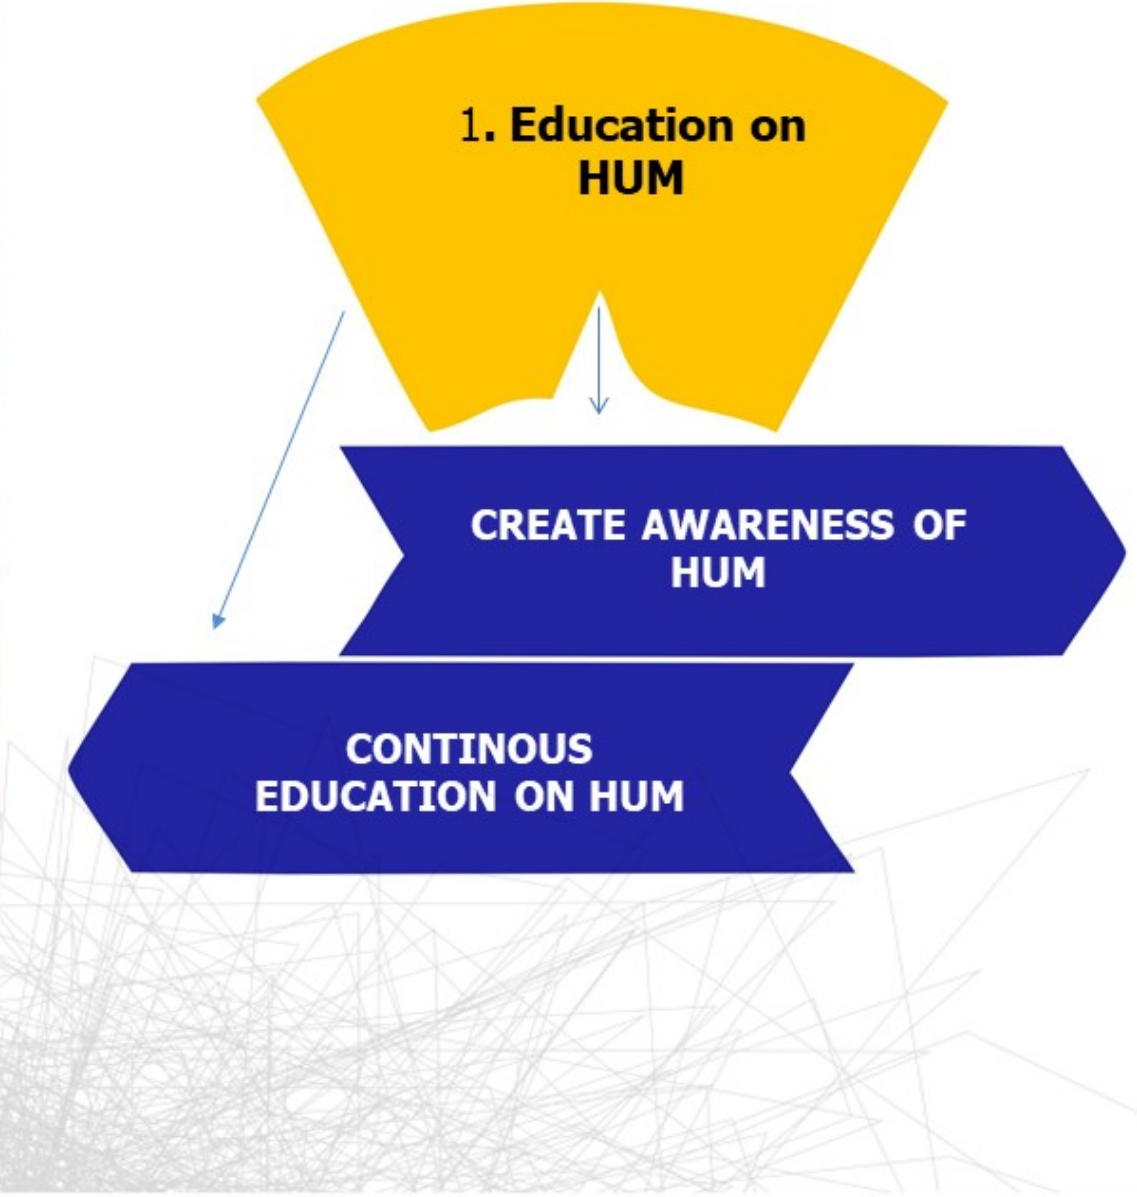 1. Education on
HUM
CREATE AWARENESS OF
HUM
CONTINOUS
EDUCATION ON HUM